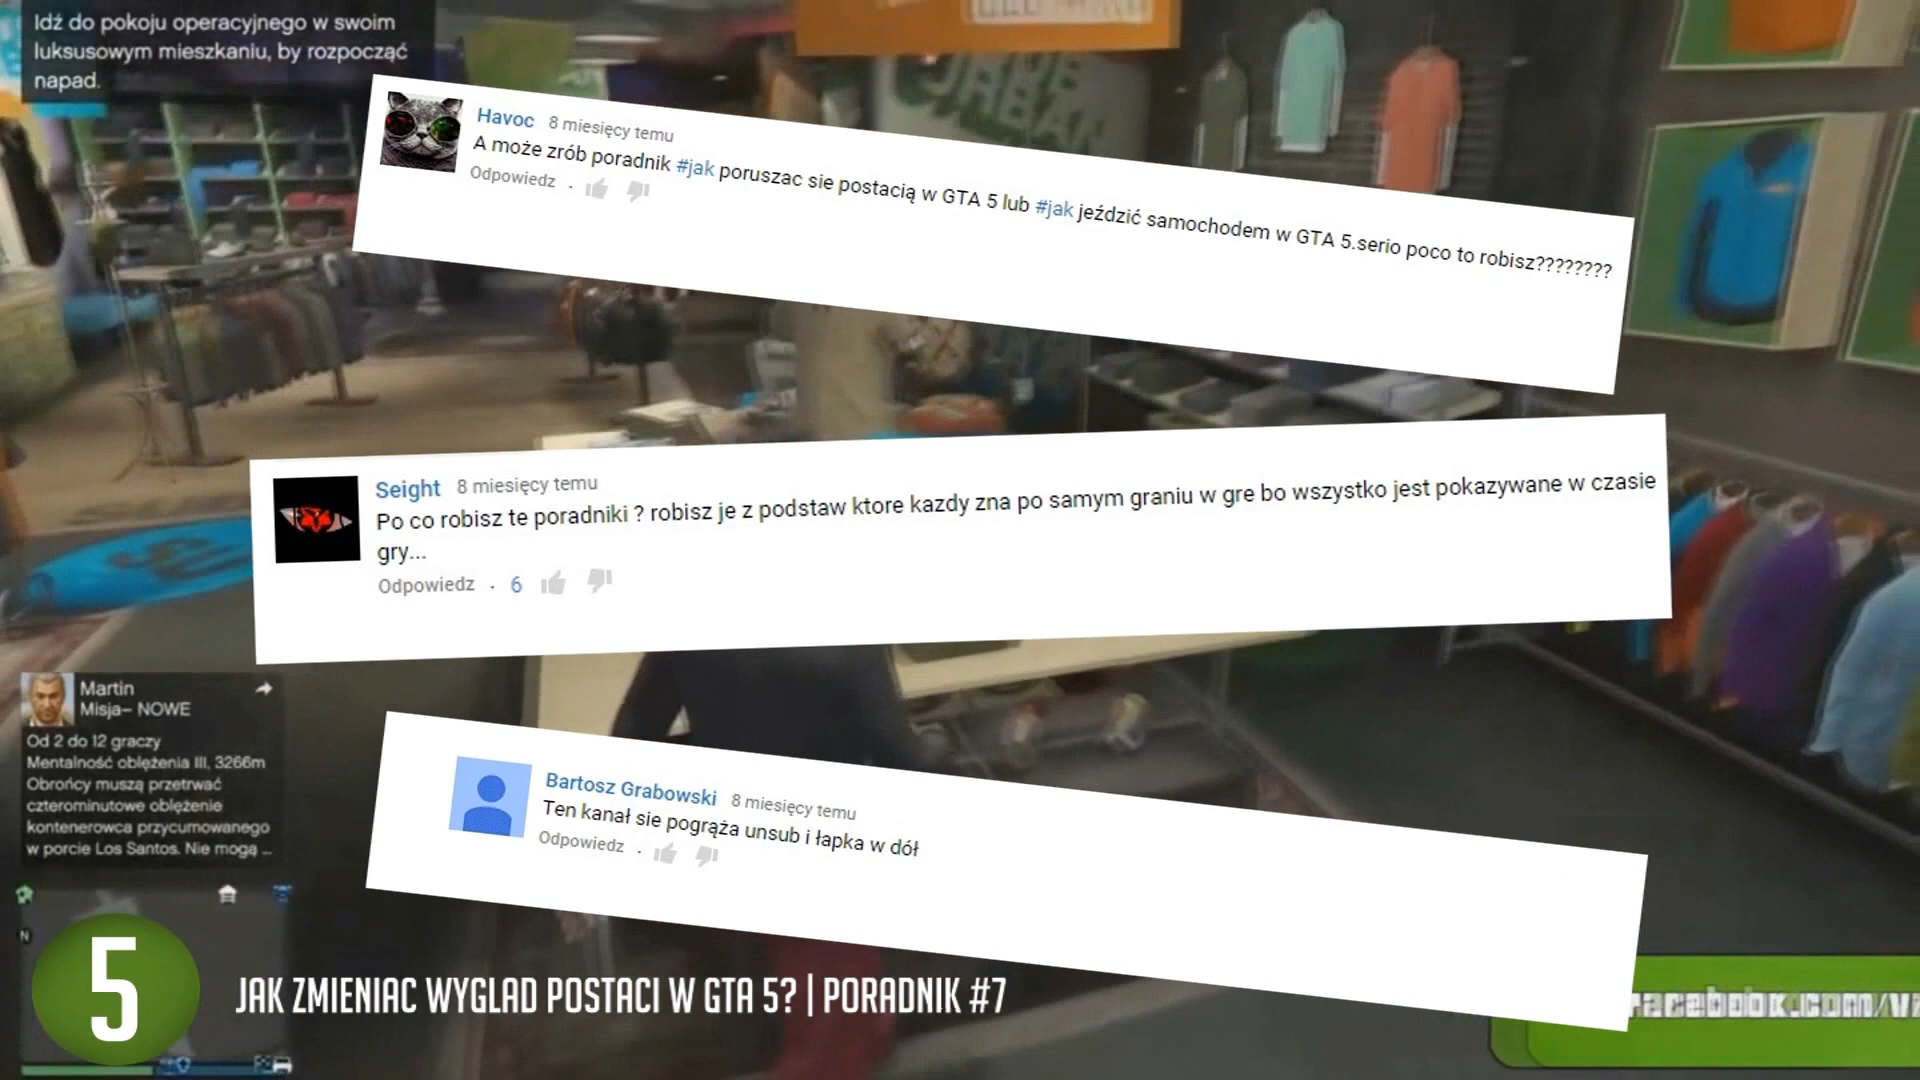 Idź do pokoju operacyjnego w swoim
luksusowym mieszkaniu, by rozpocząć
napad.
URBAN
Havoc 8 miesięcy temu
A może zrób poradnik #jak poruszac sie postacią w GTA 5 lub #jak jeździć samochodem w GTA 5.serio poco to robisz????????
Odpowiedz
Seight 8 miesięcy temu
Po co robisz te poradniki ? robisz je z podstaw ktore kazdy zna po samym graniu w gre bo wszystko jest pokazywane w czasie
gry...
Odpowiedz · 6
Martin
Misja– NOWE
Od 2 do 12 graczy
Mentalność oblężenia III, 3266m
Obrońcy muszą przetrwać
czterominutowe oblężenie
kontenerowca przycumowanego
w porcie Los Santos. Nie mogą ...
Bartosz Grabowski 8 miesięcy temu
Ten kanał sie pogrąża unsub i łapka w dół
Odpowiedz
N
5
JAK ZMIENIAC WYGLAD POSTACI W GTA 5? | PORADNIK #7
facebook.com/